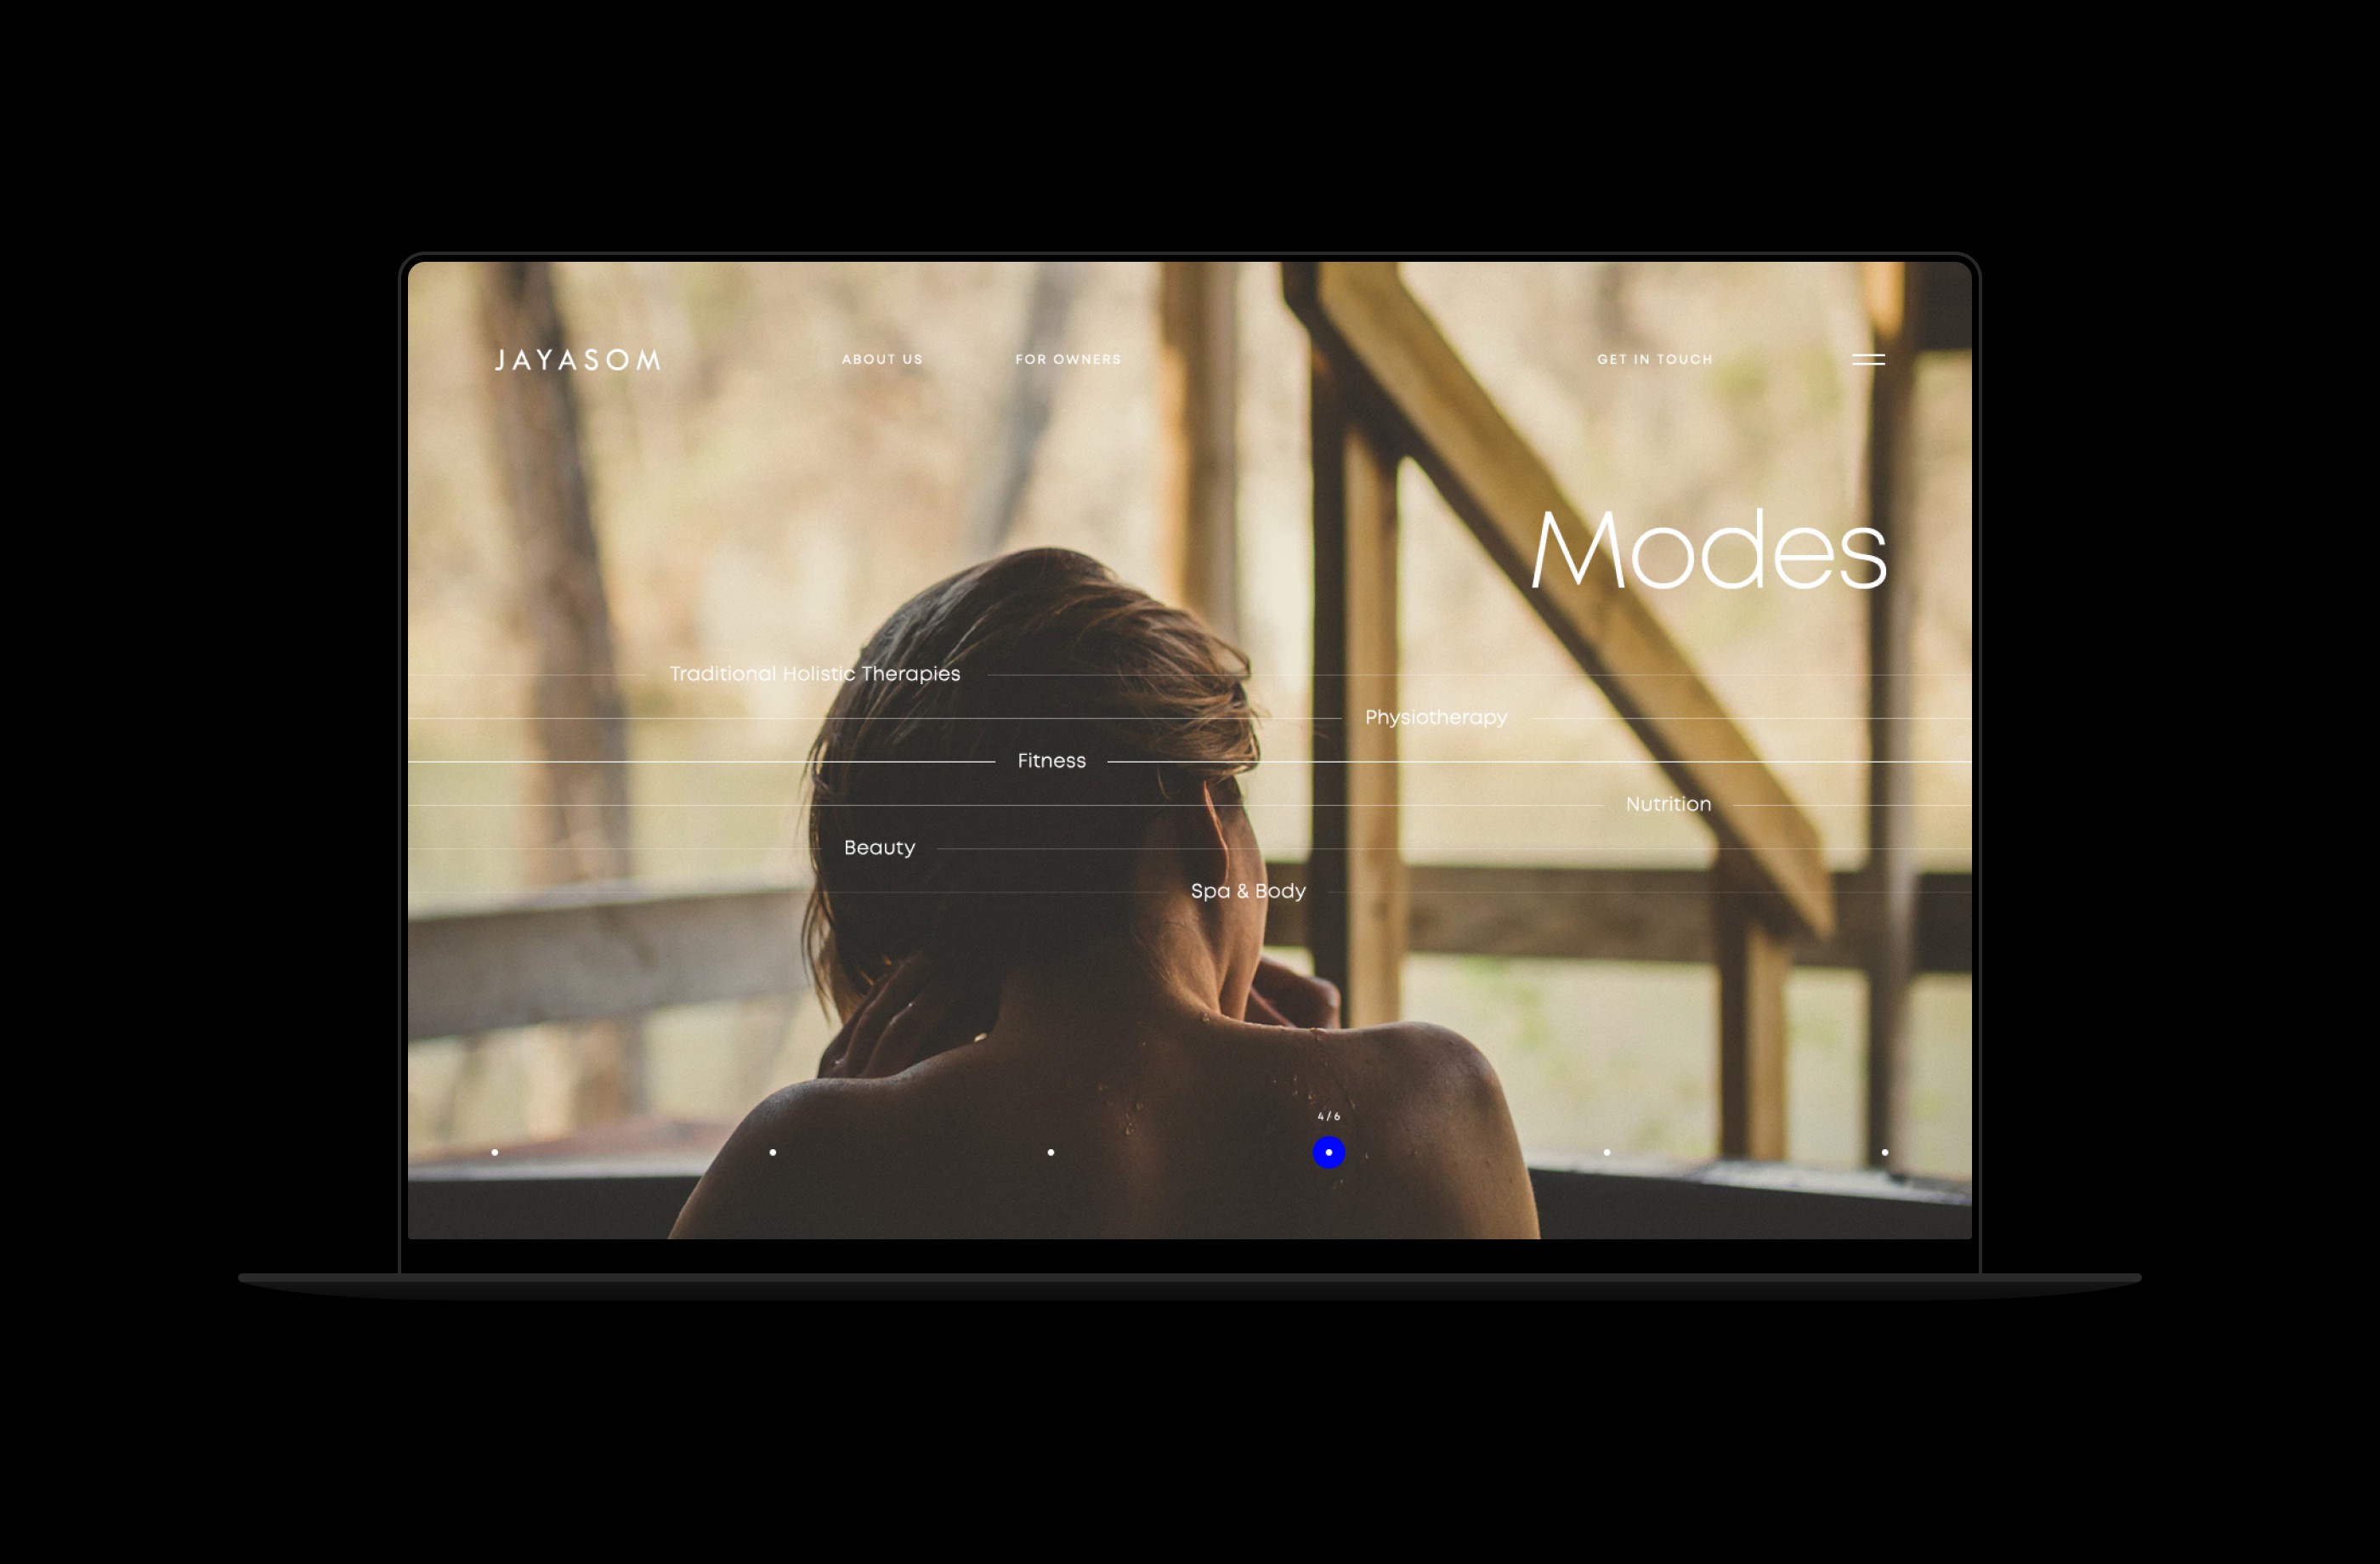 JAYASOM
ABOUT US
FOR OWNERS
GET IN TOUCH
Modes
Traditional Holistic Therapies
Physiotherapy
Fitness
Nutrition
Beauty
Spa & Body
4/6